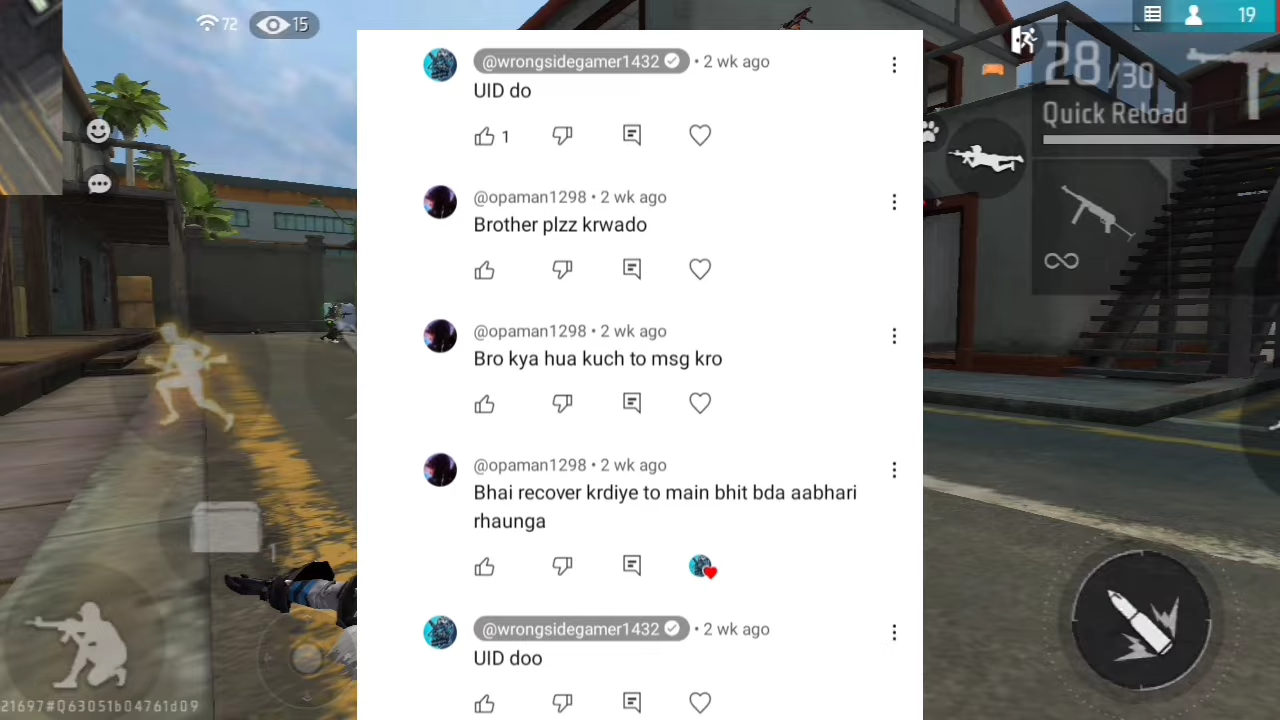 72
15
19
28/30
Quick Reload
@wrongsidegamer1432 • 2 wk ago
UID do
1
@opaman1298 • 2 wk ago
Brother plzz krwado
@opaman1298 • 2 wk ago
Bro kya hua kuch to msg kro
@opaman1298 • 2 wk ago
Bhai recover krdiye to main bhit bda aabhari
rhaunga
@wrongsidegamer1432 • 2 wk ago
UID doo
21697#Q63051b04761d09